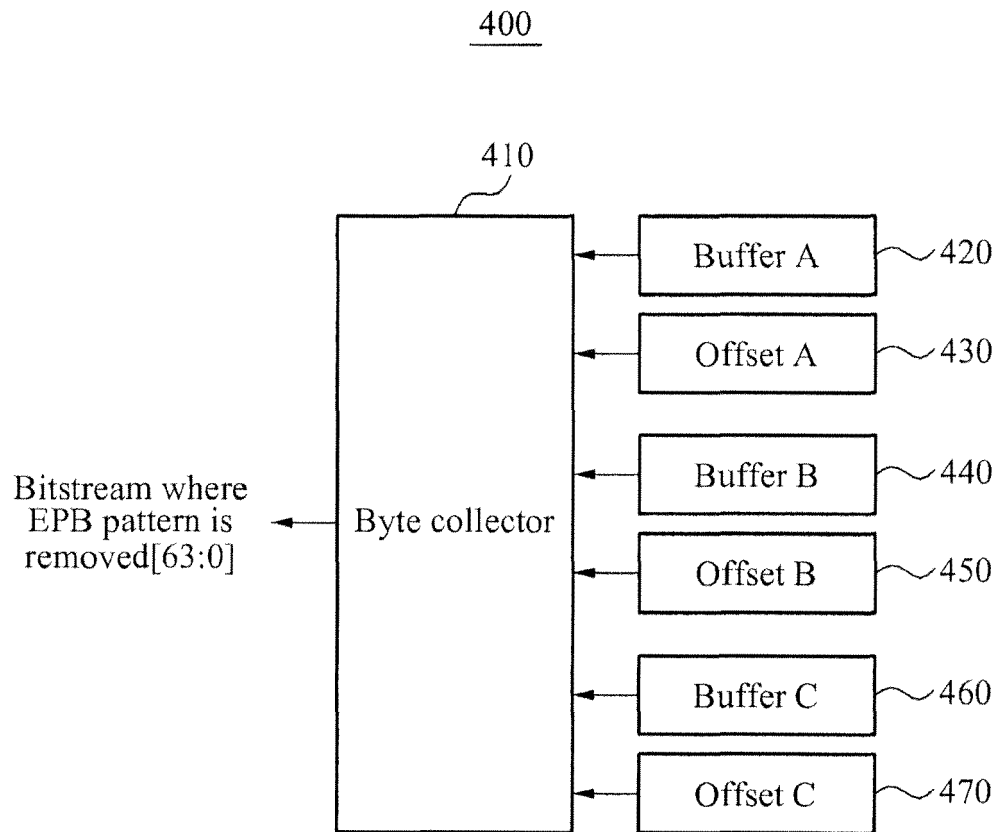 400
410
Buffer A
420
Offset A
430
Buffer B
440
Bitstream where
EPB pattern is
removed[63:0]
Byte collector
Offset B
450
Buffer C
460
Offset C
470